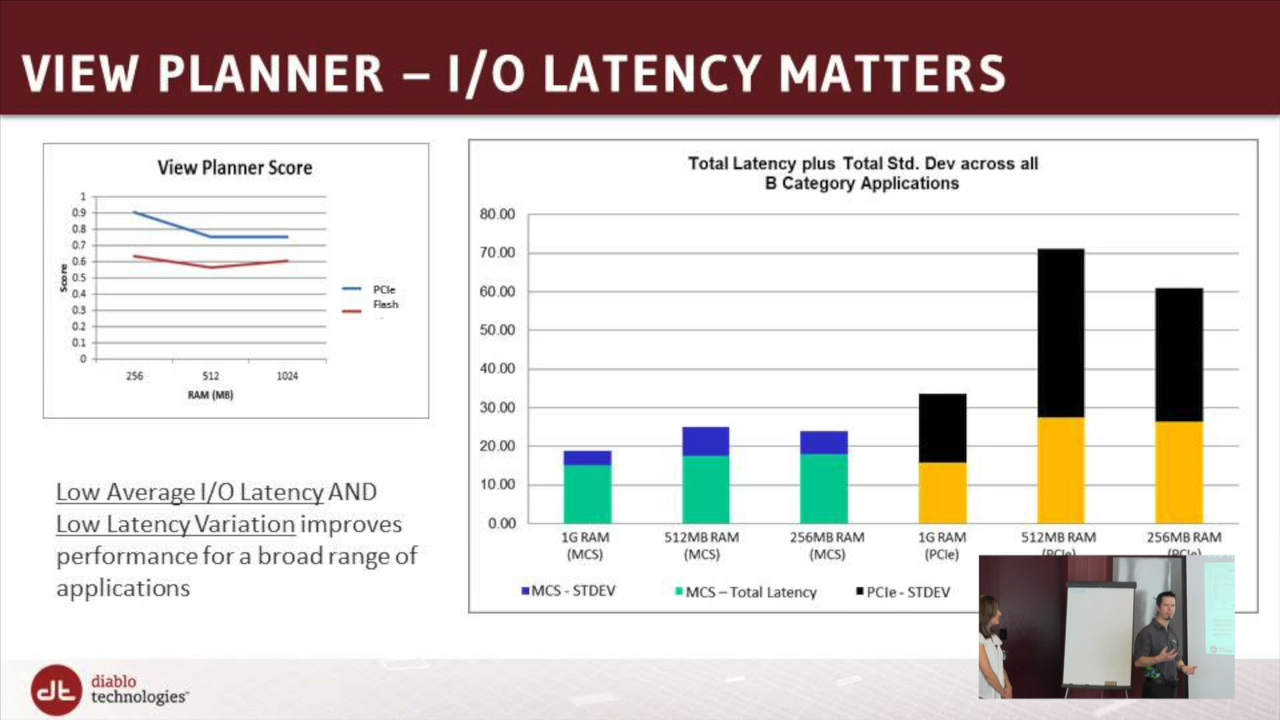 VIEW PLANNER – I/O LATENCY MATTERS
View Planner Score
1
0.9
0.8
0.7
0.6
0.5
0.4
0.3
0.2
0.1
0
Score
256 512 1024
RAM (MB)
PCIe
Flash
Low Average I/O Latency AND
Low Latency Variation improves
performance for a broad range of
applications
Total Latency plus Total Std. Dev across all
B Category Applications
80.00
70.00
60.00
50.00
40.00
30.00
20.00
10.00
0.00
1G RAM 512MB RAM 256MB RAM 1G RAM 512MB RAM 256MB RAM
(MCS) (MCS) (MCS) (PCIe) (PCIe) (PCIe)
MCS - STDEV MCS – Total Latency PCIe - STDEV
dt
diablo
technologies